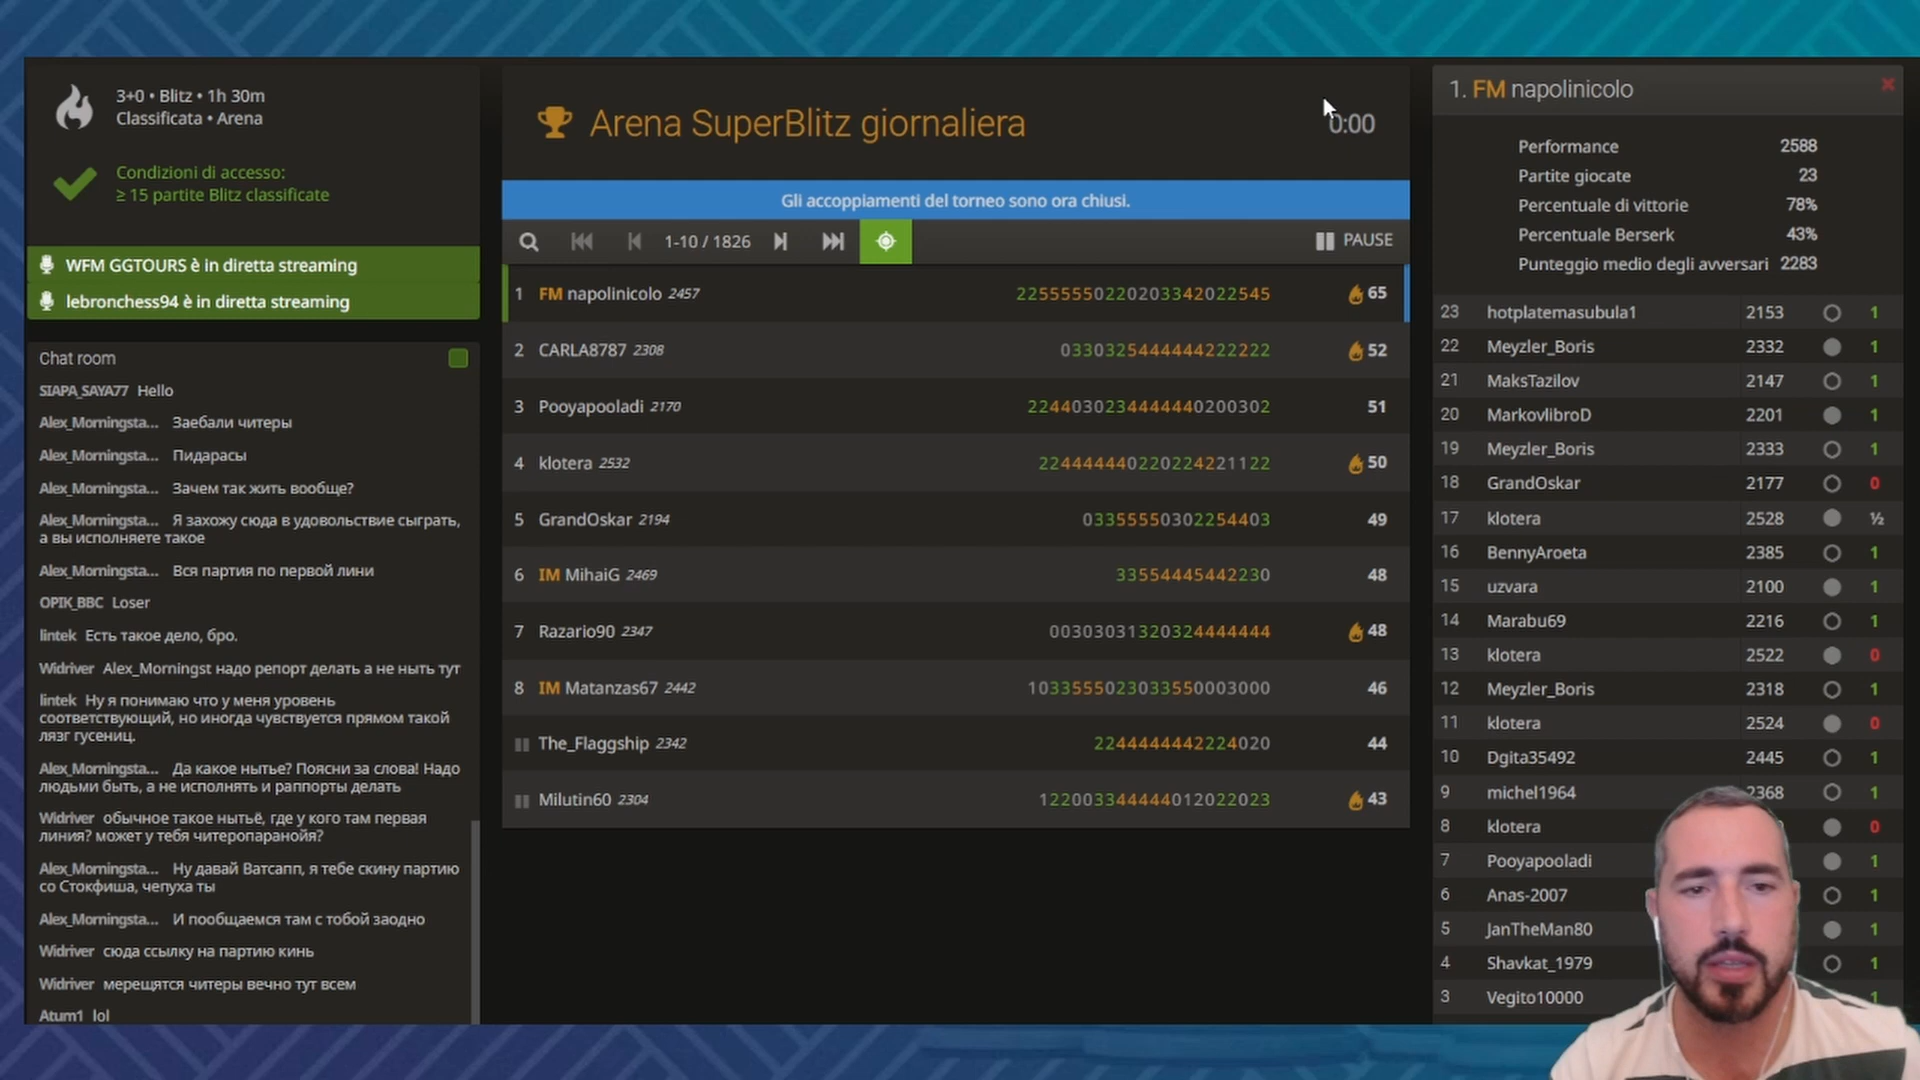 3+0 • Blitz • 1h 30m
Classificata • Arena
Condizioni di accesso:
≥ 15 partite Blitz classificate
WFM GGTOURS è in diretta streaming
lebronchess94 è in diretta streaming
Chat room
SIAPA_SAYA77 Hello
Alex_Morningsta... Заебали читеры
Alex_Morningsta... Пидарасы
Alex_Morningsta... Зачем так жить вообще?
Alex_Morningsta... Я захожу сюда в удовольствие сыграть,
а вы исполняете такое
Alex_Morningsta... Вся партия по первой лини
OPIK_BBC Loser
lintek Есть такое дело, бро.
Widriver Alex_Morningst надо репорт делать а не ныть тут
lintek Ну я понимаю что у меня уровень
соответствующий, но иногда чувствуется прямом такой
лязг гусениц.
Alex_Morningsta... Да какое нытье? Поясни за слова! Надо
людьми быть, а не исполнять и раппорты делать
Widriver обычное такое нытьё, где у кого там первая
линия? может у тебя читеропаранойя?
Alex_Morningsta... Ну давай Ватсапп, я тебе скину партию
со Стокфиша, чепуха ты
Alex_Morningsta... И пообщаемся там с тобой заодно
Widriver сюда ссылку на партию кинь
Widriver мерещятся читеры вечно тут всем
Atum1 lol
Arena SuperBlitz giornaliera
0:00
Gli accoppiamenti del torneo sono ora chiusi.
1-10 / 1826
PAUSE
1 FM napolinicolo 2457 22555550220203342022545 65
2 CARLA8787 2308 0330325444444222222 52
3 Pooyapooladi 2170 2244030234444440200302 51
4 klotera 2532 224444440220224221122 50
5 GrandOskar 2194 03355550302254403 49
6 IM MihaiG 2469 33554445442230 48
7 Razario90 2347 00303031320324444444 48
8 IM Matanzas67 2442 1033555023033550003000 46
The_Flaggship 2342 2244444442224020 44
Milutin60 2304 122003344444012022023 43
1. FM napolinicolo
Performance 2588
Partite giocate 23
Percentuale di vittorie 78%
Percentuale Berserk 43%
Punteggio medio degli avversari 2283
23 hotplatemasubula1 2153 1
22 Meyzler_Boris 2332 1
21 MaksTazilov 2147 1
20 MarkovlibroD 2201 1
19 Meyzler_Boris 2333 1
18 GrandOskar 2177 0
17 klotera 2528 ½
16 BennyAroeta 2385 1
15 uzvara 2100 1
14 Marabu69 2216 1
13 klotera 2522 0
12 Meyzler_Boris 2318 1
11 klotera 2524 0
10 Dgita35492 2445 1
9 michel1964 2368 1
8 klotera 0
7 Pooyapooladi 1
6 Anas-2007 1
5 JanTheMan80 1
4 Shavkat_1979 1
3 Vegito10000 1